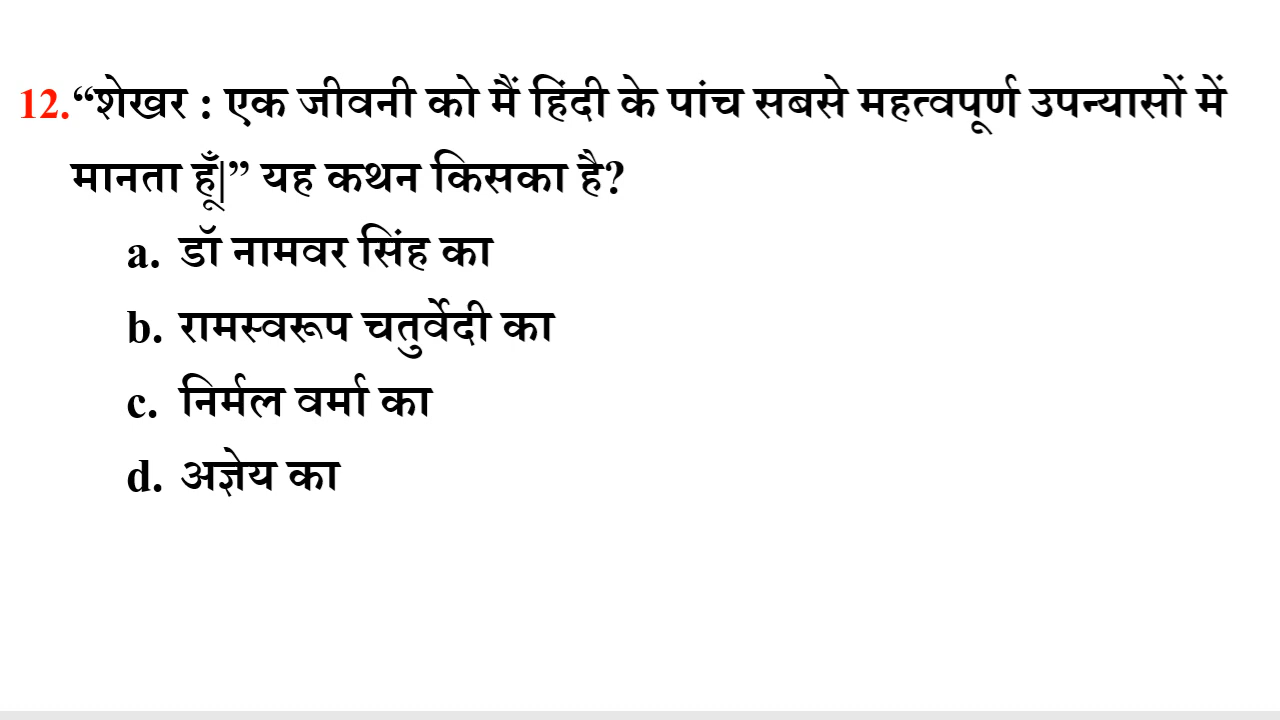 12. “शेखर : एक जीवनी को मैं हिंदी के पांच सबसे महत्वपूर्ण उपन्यासों में
मानता हूँ|” यह कथन किसका है?
a. डॉ नामवर सिंह का
b. रामस्वरूप चतुर्वेदी का
c. निर्मल वर्मा का
d. अज्ञेय का